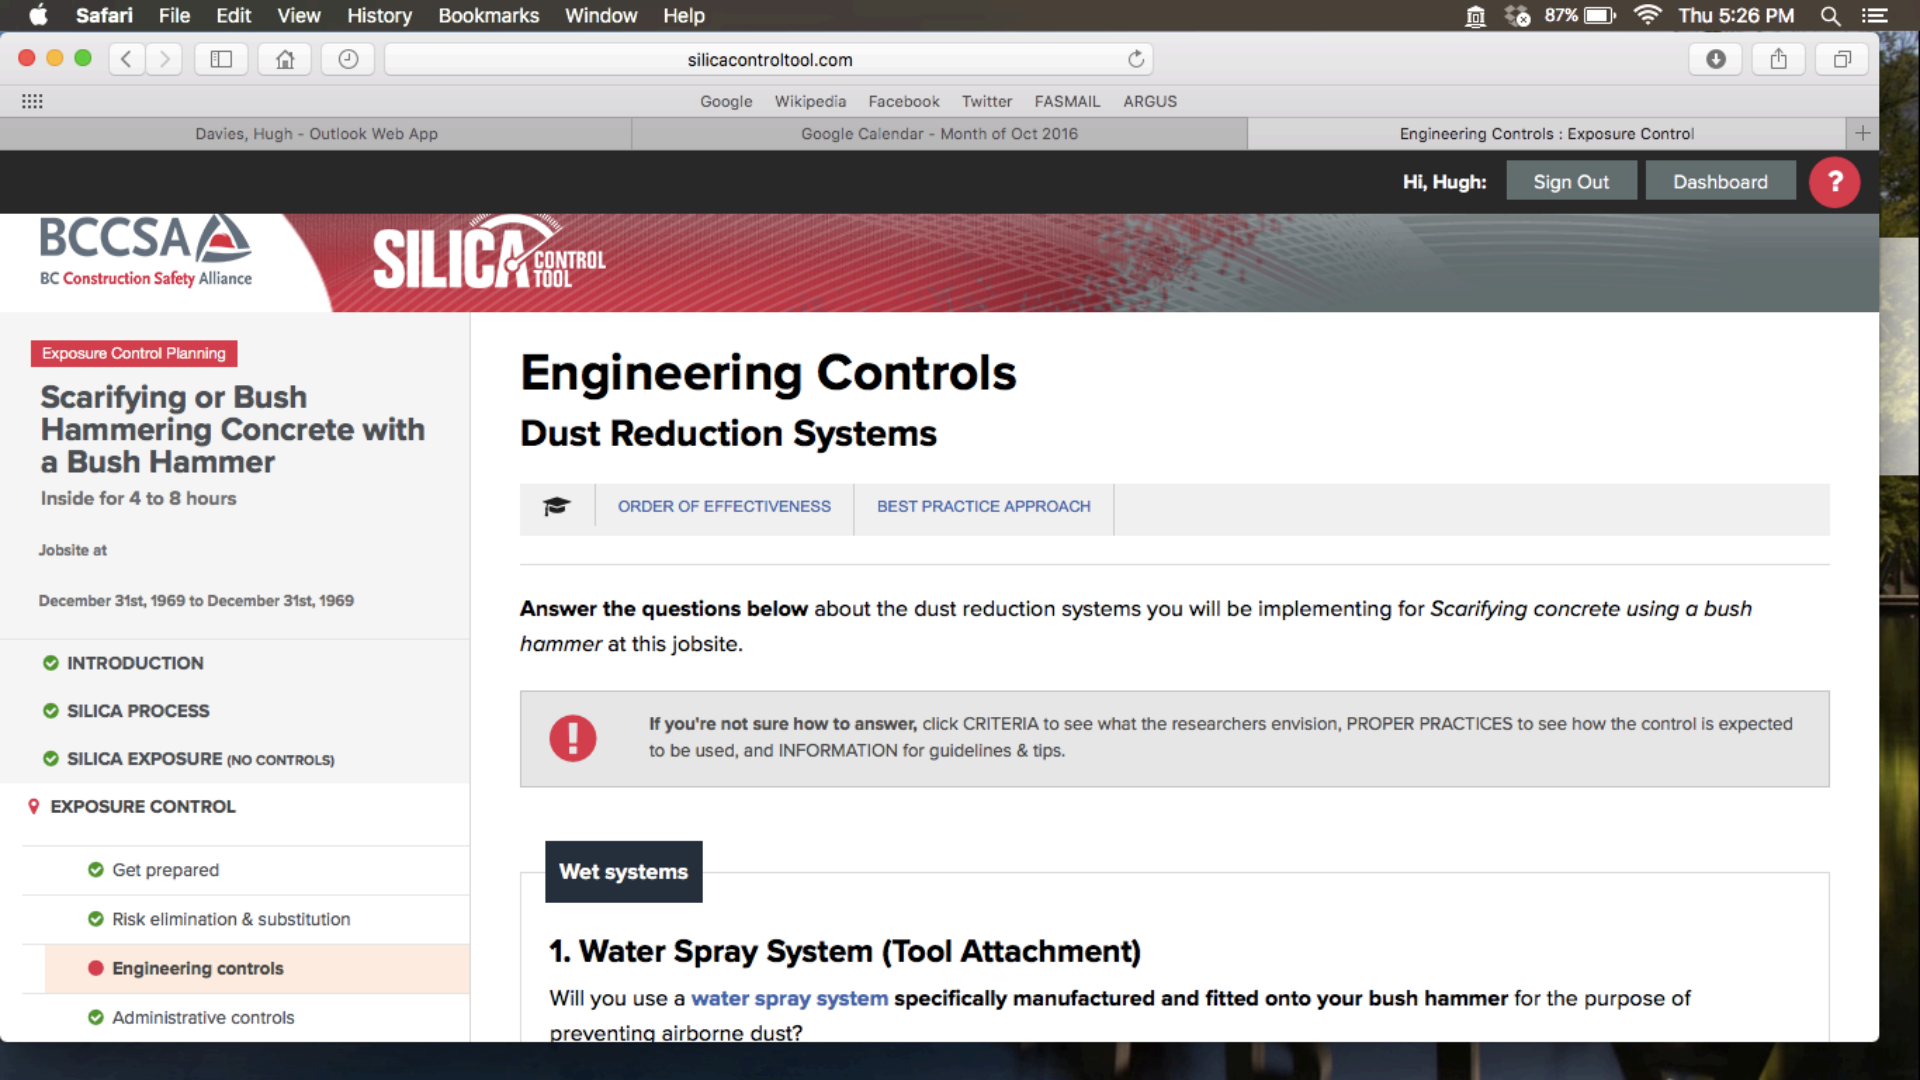 Safari File Edit View History Bookmarks Window Help 87% Thu 5:26 PM
silicacontroltool.com
Google Wikipedia Facebook Twitter FASMAIL ARGUS
Davies, Hugh - Outlook Web App Google Calendar - Month of Oct 2016 Engineering Controls : Exposure Control
Hi, Hugh: Sign Out Dashboard ?
BCCSA
BC Construction Safety Alliance
SILICA CONTROL TOOL
Exposure Control Planning
Scarifying or Bush
Hammering Concrete with
a Bush Hammer
Inside for 4 to 8 hours
Jobsite at
December 31st, 1969 to December 31st, 1969
INTRODUCTION
SILICA PROCESS
SILICA EXPOSURE (NO CONTROLS)
EXPOSURE CONTROL
Get prepared
Risk elimination & substitution
Engineering controls
Administrative controls
Engineering Controls
Dust Reduction Systems
ORDER OF EFFECTIVENESS BEST PRACTICE APPROACH
Answer the questions below about the dust reduction systems you will be implementing for Scarifying concrete using a bush
hammer at this jobsite.
If you're not sure how to answer, click CRITERIA to see what the researchers envision, PROPER PRACTICES to see how the control is expected
to be used, and INFORMATION for guidelines & tips.
Wet systems
1. Water Spray System (Tool Attachment)
Will you use a water spray system specifically manufactured and fitted onto your bush hammer for the purpose of
preventing airborne dust?